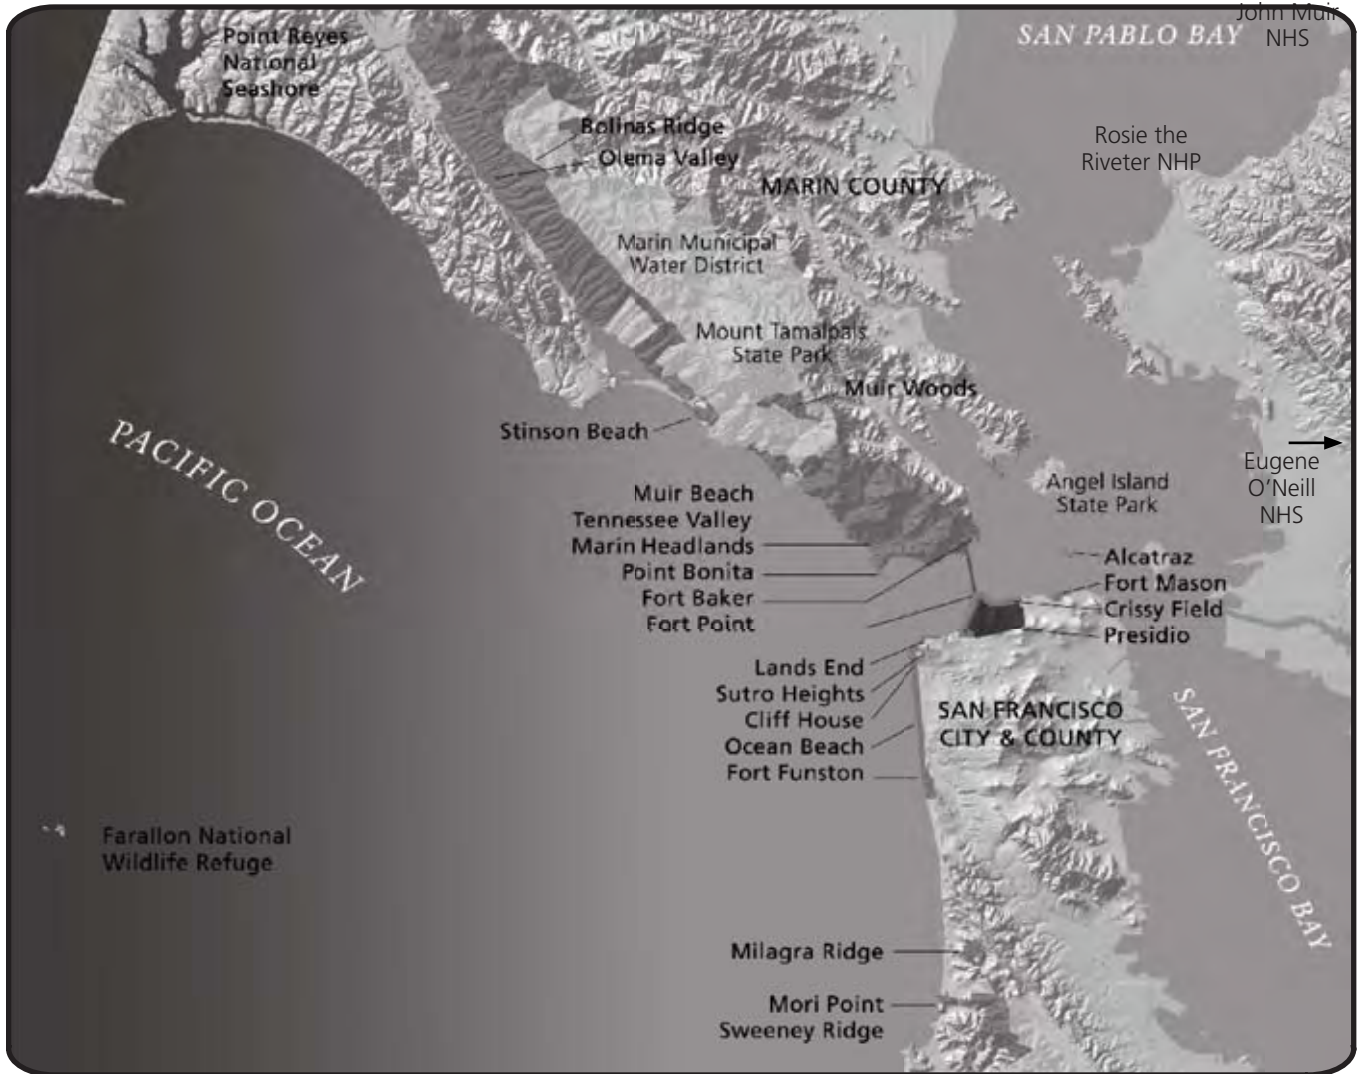 John Muir
NHS
SAN PABLO BAY
Point Reyes
National
Seashore
Bolinas Ridge
Olema Valley
Rosie the
Riveter NHP
MARIN COUNTY
Marin Municipal
Water District
Mount Tamalpais
State Park
Muir Woods
Stinson Beach
PACIFIC OCEAN
Eugene
O'Neill
NHS
Angel Island
State Park
Muir Beach
Tennessee Valley
Marin Headlands
Point Bonita
Fort Baker
Fort Point
Alcatraz
Fort Mason
Crissy Field
Presidio
Lands End
Sutro Heights
Cliff House
Ocean Beach
Fort Funston
SAN FRANCISCO
CITY & COUNTY
SAN FRANCISCO BAY
Farallon National
Wildlife Refuge
Milagra Ridge
Mori Point
Sweeney Ridge